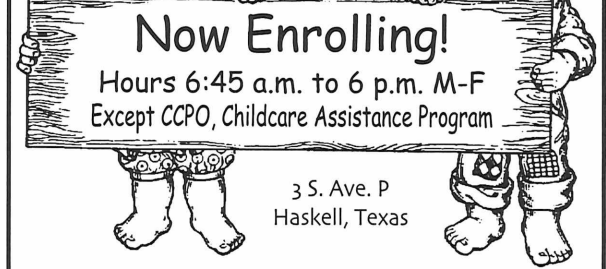 Now Enrolling!
Hours 6:45 a.m. to 6 p.m. M-F
Except CCPO, Childcare Assistance Program
3 S. Ave. P
Haskell, Texas